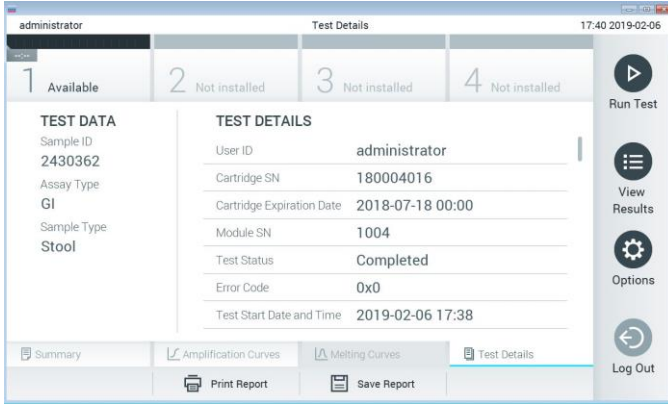 administrator Test Details 17:40 2019-02-06
--:--
1 Available 2 Not installed 3 Not installed 4 Not installed
Run Test
TEST DATA
Sample ID
2430362
Assay Type
GI
Sample Type
Stool
TEST DETAILS
User ID administrator
Cartridge SN 180004016
Cartridge Expiration Date 2018-07-18 00:00
Module SN 1004
Test Status Completed
Error Code 0x0
Test Start Date and Time 2019-02-06 17:38
View
Results
Options
Summary Amplification Curves Melting Curves Test Details
Print Report Save Report
Log Out